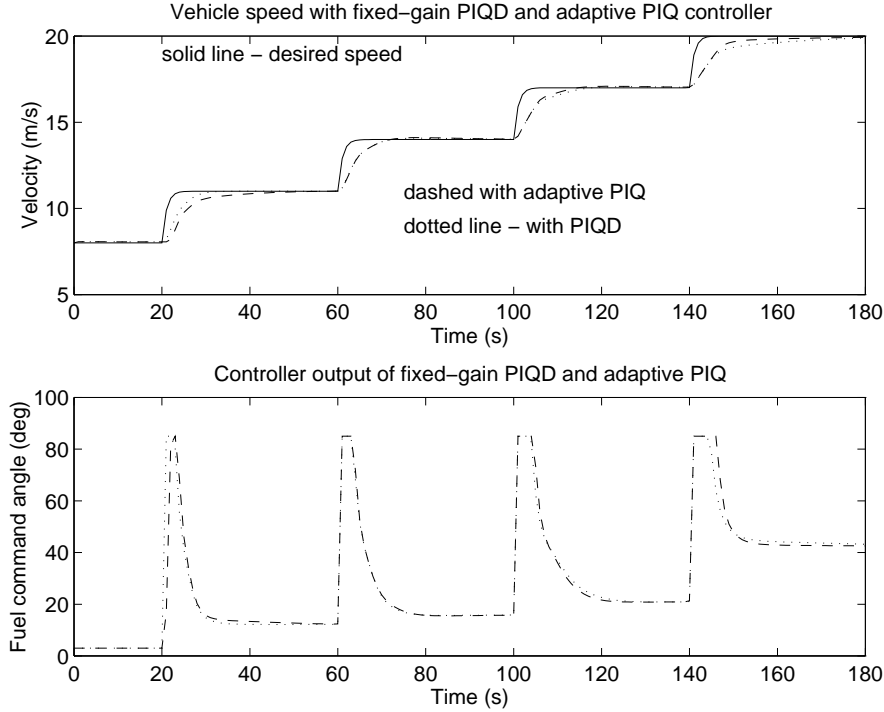 Vehicle speed with fixed−gain PIQD and adaptive PIQ controller
20
15
10
5
Velocity (m/s)
solid line − desired speed
dashed with adaptive PIQ
dotted line − with PIQD
0 20 40 60 80 100 120 140 160 180
Time (s)
Controller output of fixed−gain PIQD and adaptive PIQ
100
80
60
40
20
0
Fuel command angle (deg)
0 20 40 60 80 100 120 140 160 180
Time (s)